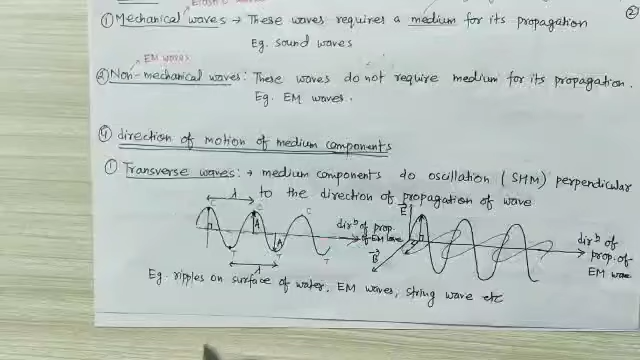 ②
① Mechanical waves → These waves requires a medium for its propagation
Eg. sound waves
EM waves
② Non-mechanical waves: These waves do not require medium for its propagation.
Eg. EM waves.
④ direction of motion of medium components
① Transverse waves :→ medium components do oscillation (SHM) perpendicular
to the direction of propagation of wave
λ
C C C
A A
T T T
λ
dirⁿ of prop.
of EM wave
E
B
dirⁿ of
prop. of
EM wave
Eg. ripples on surface of water, EM waves, string wave etc